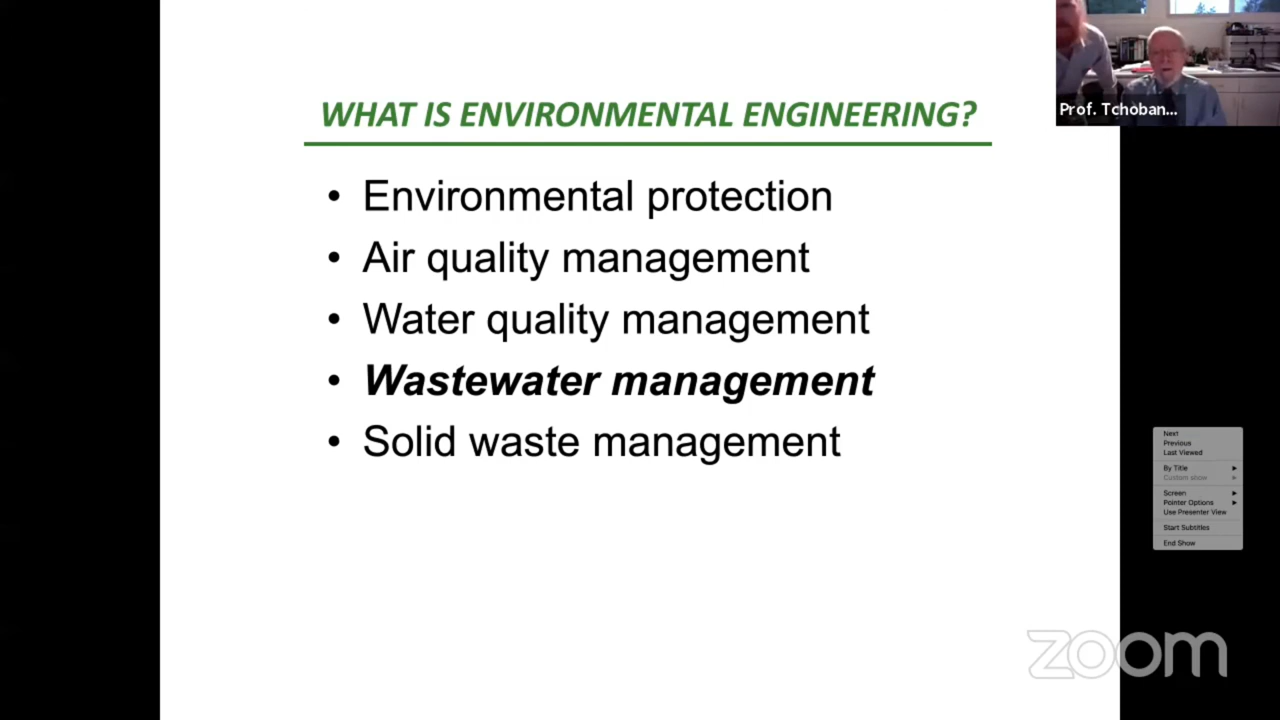 WHAT IS ENVIRONMENTAL ENGINEERING?
• Environmental protection
• Air quality management
• Water quality management
• Wastewater management
• Solid waste management
Prof. Tchoban...
Next
Previous
Last Viewed
By Title
Custom show
Screen
Pointer Options
Use Presenter View
Start Subtitles
End Show
zoom